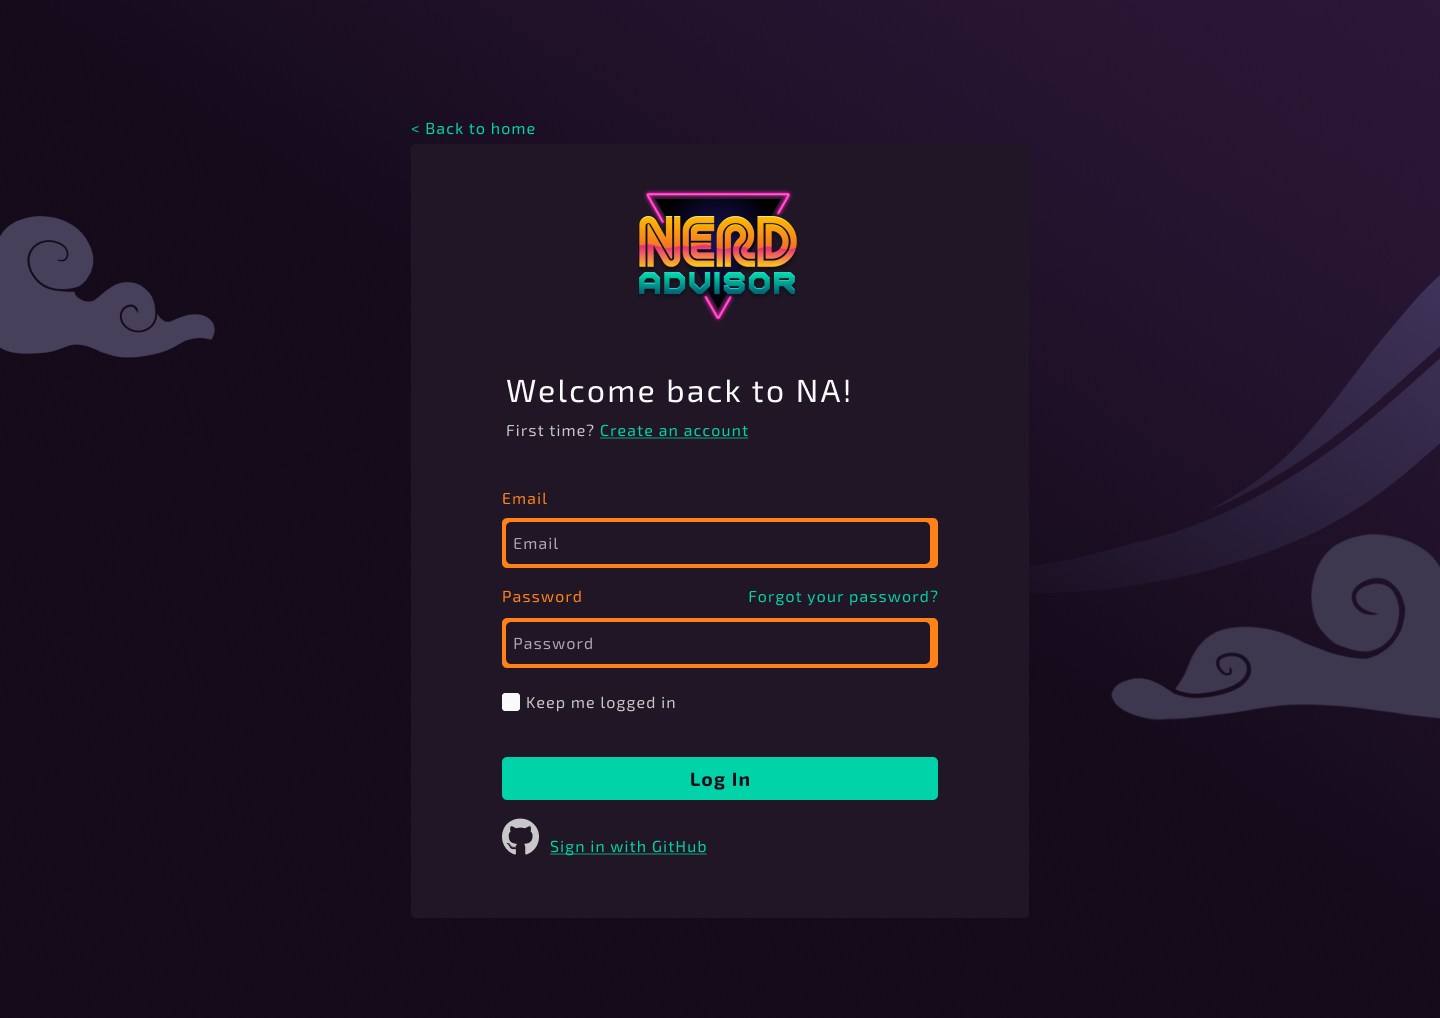 < Back to home
NERD
ADVISOR
Welcome back to NA!
First time? Create an account
Email
Email
Password Forgot your password?
Password
Keep me logged in
Log In
Sign in with GitHub